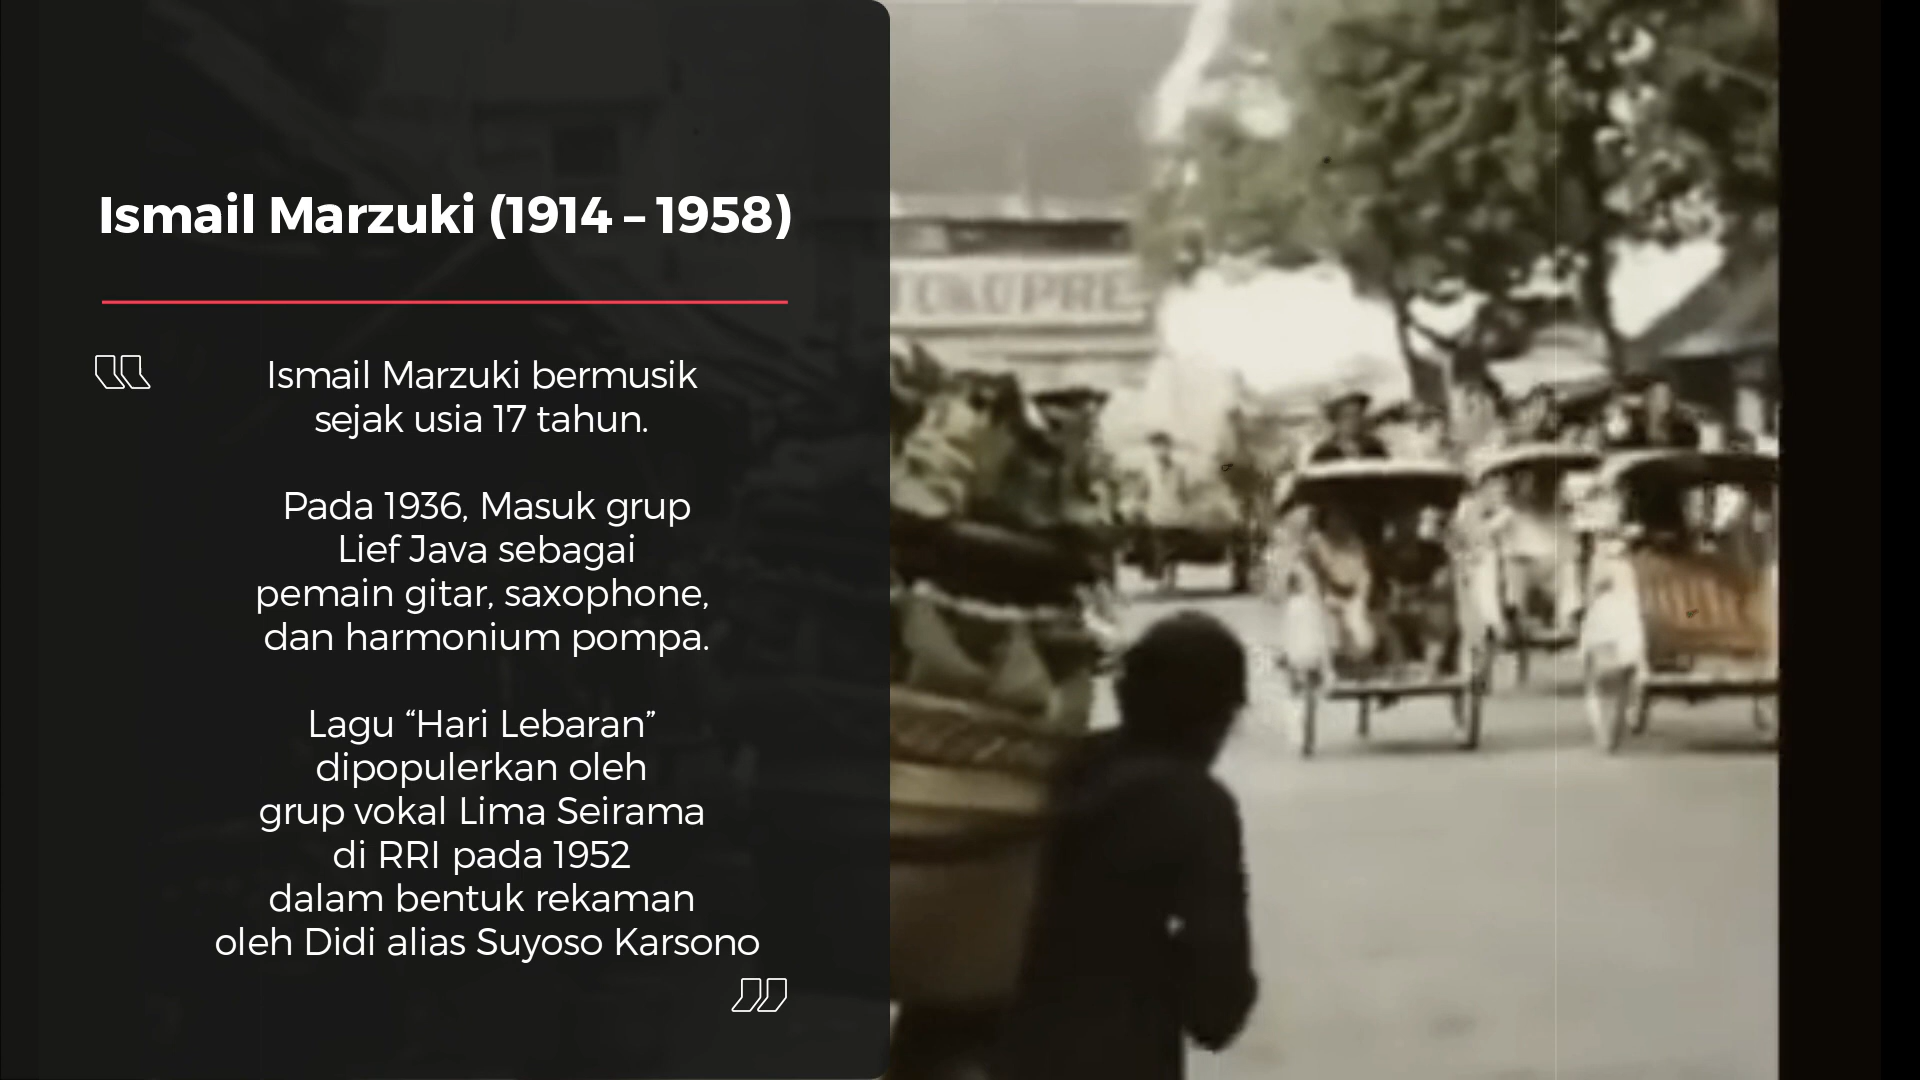 Ismail Marzuki (1914 – 1958)
Ismail Marzuki bermusik
sejak usia 17 tahun.
Pada 1936, Masuk grup
Lief Java sebagai
pemain gitar, saxophone,
dan harmonium pompa.
Lagu “Hari Lebaran”
dipopulerkan oleh
grup vokal Lima Seirama
di RRI pada 1952
dalam bentuk rekaman
oleh Didi alias Suyoso Karsono